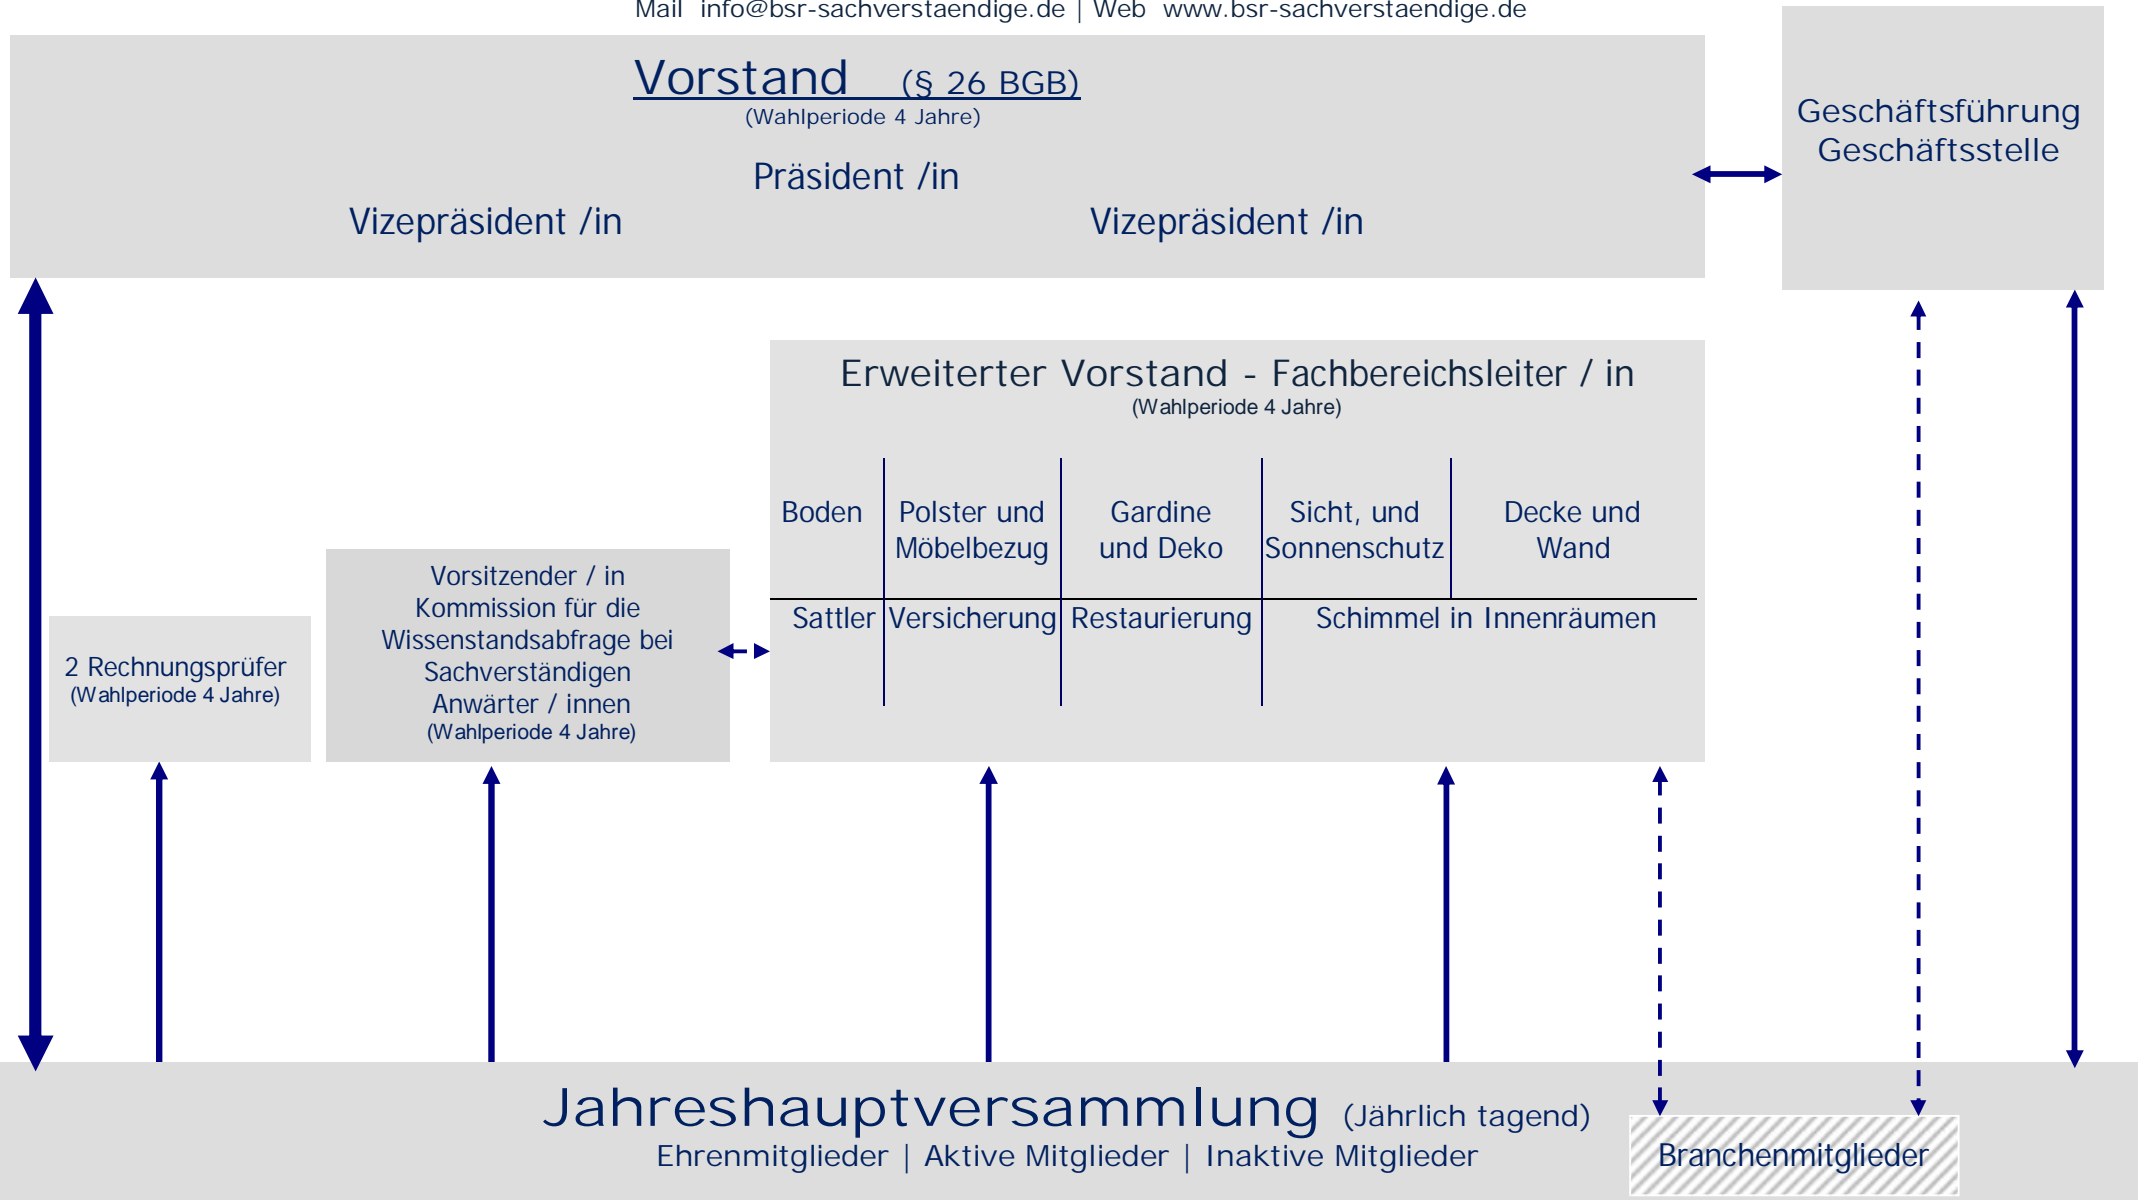 Mail info@bsr-sachverstaendige.de | Web www.bsr-sachverstaendige.de
Vorstand (§ 26 BGB)
(Wahlperiode 4 Jahre)
Präsident /in
Vizepräsident /in
Vizepräsident /in
Geschäftsführung
Geschäftsstelle
Erweiterter Vorstand - Fachbereichsleiter / in
(Wahlperiode 4 Jahre)
Boden
Polster und
Möbelbezug
Gardine
und Deko
Sicht, und
Sonnenschutz
Decke und
Wand
Sattler
Versicherung
Restaurierung
Schimmel in Innenräumen
Vorsitzender / in
Kommission für die
Wissenstandsabfrage bei
Sachverständigen
Anwärter / innen
(Wahlperiode 4 Jahre)
2 Rechnungsprüfer
(Wahlperiode 4 Jahre)
Jahreshauptversammlung (Jährlich tagend)
Ehrenmitglieder | Aktive Mitglieder | Inaktive Mitglieder
Branchenmitglieder